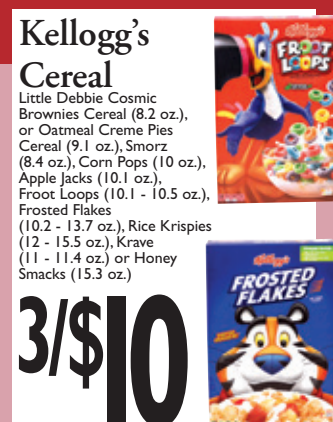 Kellogg's
Cereal
Little Debbie Cosmic
Brownies Cereal (8.2 oz.),
or Oatmeal Creme Pies
Cereal (9.1 oz.), Smorz
(8.4 oz.), Corn Pops (10 oz.),
Apple Jacks (10.1 oz.),
Froot Loops (10.1 - 10.5 oz.),
Frosted Flakes
(10.2 - 13.7 oz.), Rice Krispies
(12 - 15.5 oz.), Krave
(11 - 11.4 oz.) or Honey
Smacks (15.3 oz.)
3/$10
Kellogg's
FROOT
LOOPS
Kellogg's
FROSTED
FLAKES